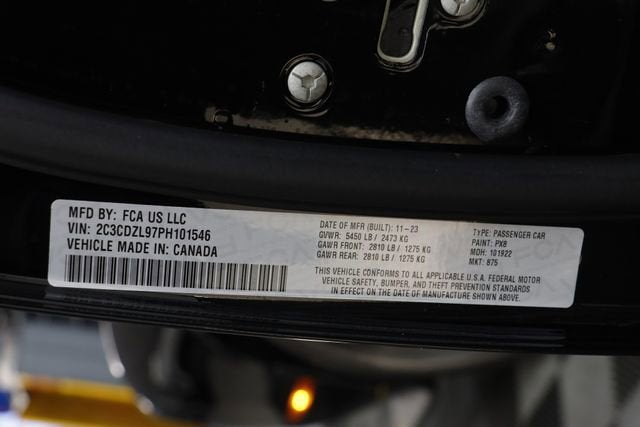 MFD BY: FCA US LLC
VIN: 2C3CDZL97PH101546
VEHICLE MADE IN: CANADA
DATE OF MFR (BUILT): 11-23
GVWR: 5450 LB / 2473 KG
GAWR FRONT: 2810 LB / 1275 KG
GAWR REAR: 2810 LB / 1275 KG
TYPE: PASSENGER CAR
PAINT: PX8
MDH: 101922
MKT: 875
THIS VEHICLE CONFORMS TO ALL APPLICABLE U.S.A. FEDERAL MOTOR
VEHICLE SAFETY, BUMPER, AND THEFT PREVENTION STANDARDS
IN EFFECT ON THE DATE OF MANUFACTURE SHOWN ABOVE.